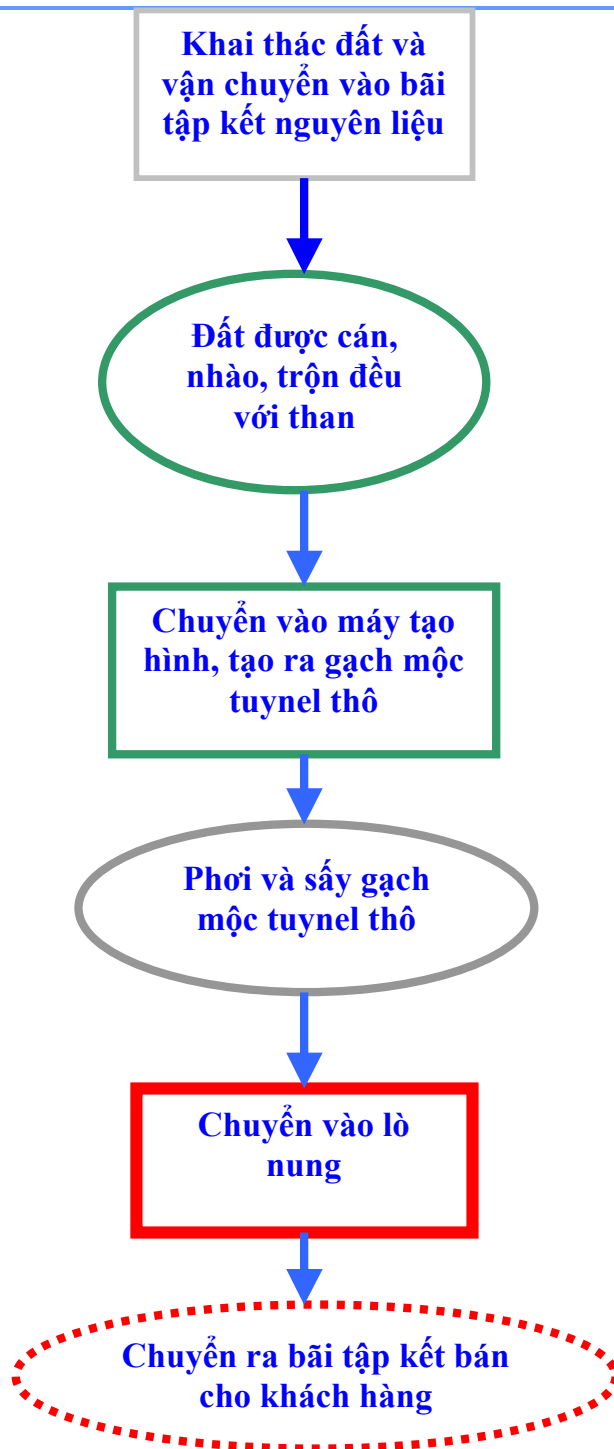 Khai thác đất và
vận chuyển vào bãi
tập kết nguyên liệu
Đất được cán,
nhào, trộn đều
với than
Chuyển vào máy tạo
hình, tạo ra gạch mộc
tuynel thô
Phơi và sấy gạch
mộc tuynel thô
Chuyển vào lò
nung
Chuyển ra bãi tập kết bán
cho khách hàng